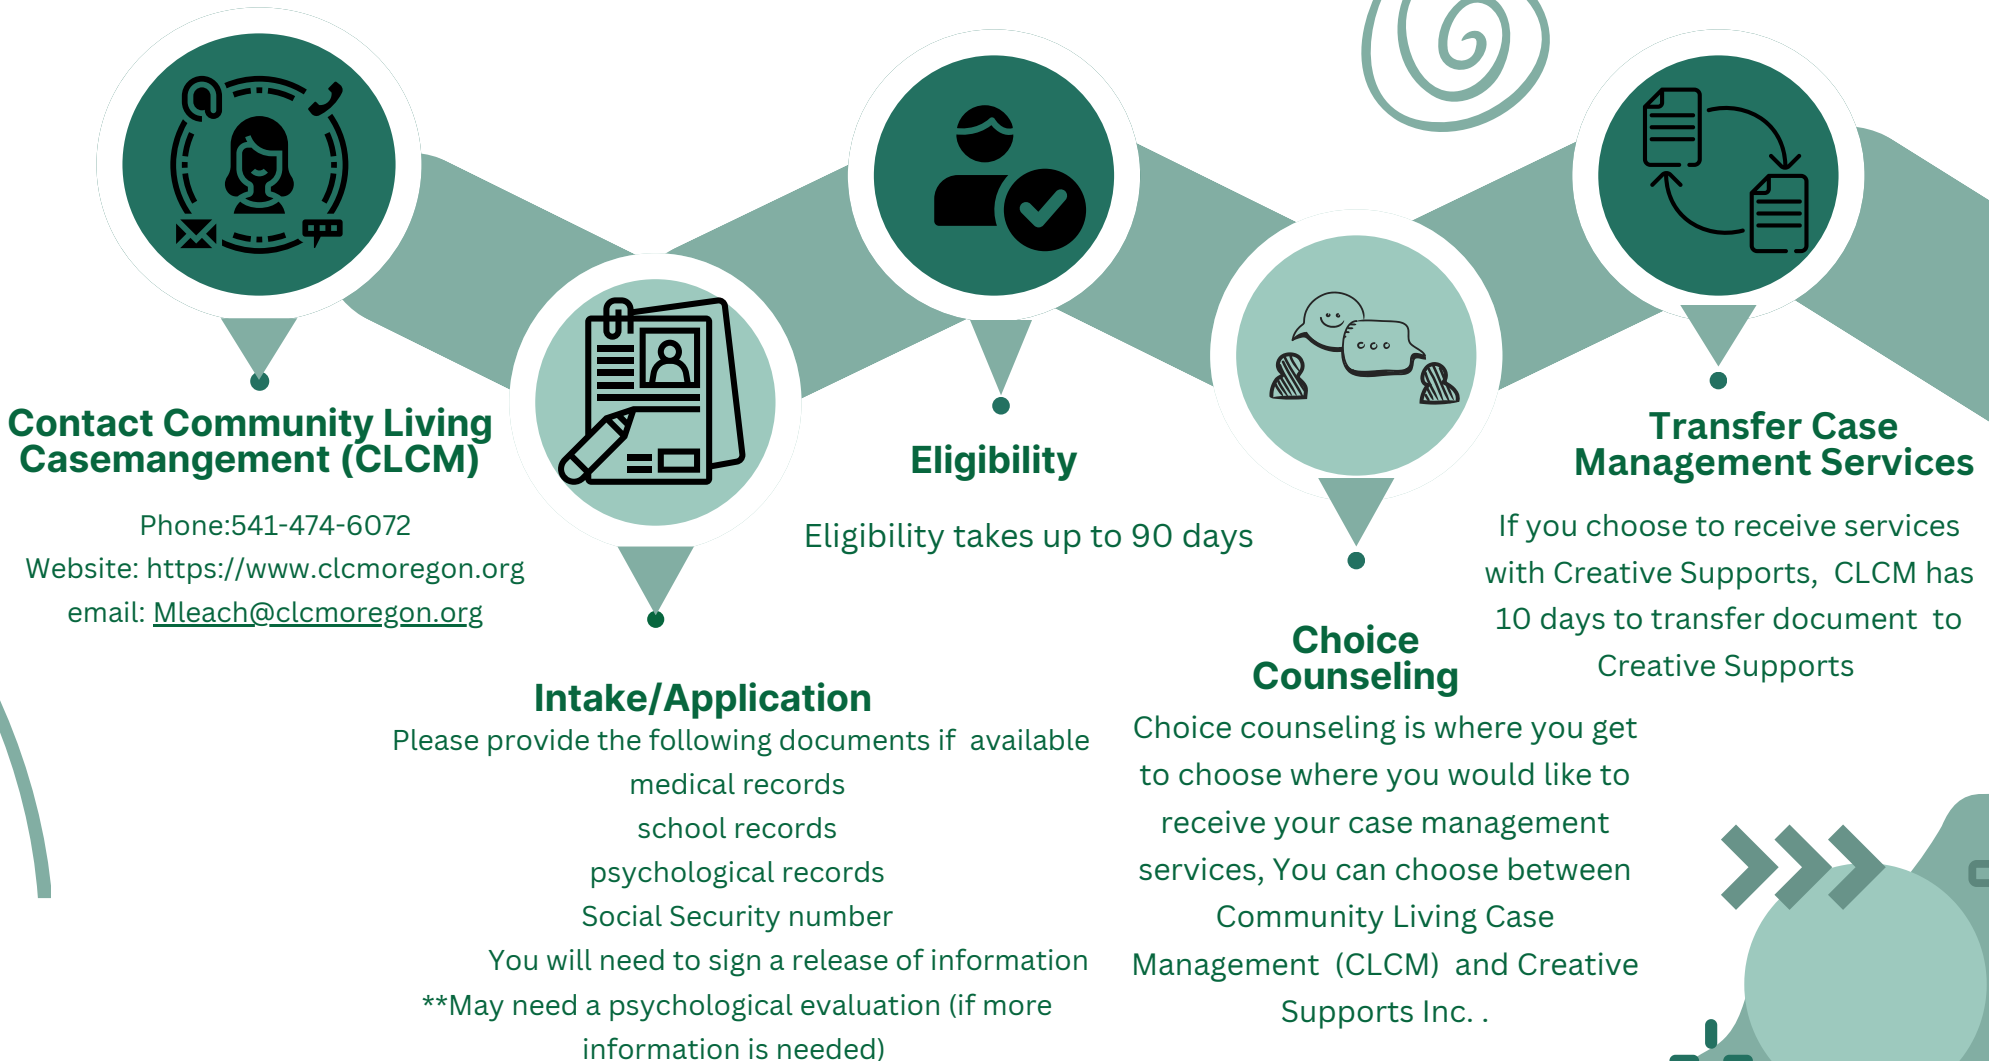 Contact Community Living
Casemangement (CLCM)
Phone:541-474-6072
Website: https://www.clcmoregon.org
email: Mleach@clcmoregon.org
Intake/Application
Please provide the following documents if available
medical records
school records
psychological records
Social Security number
You will need to sign a release of information
**May need a psychological evaluation (if more
information is needed)
Eligibility
Eligibility takes up to 90 days
Choice
Counseling
Choice counseling is where you get
to choose where you would like to
receive your case management
services, You can choose between
Community Living Case
Management (CLCM) and Creative
Supports Inc. .
Transfer Case
Management Services
If you choose to receive services
with Creative Supports, CLCM has
10 days to transfer document to
Creative Supports